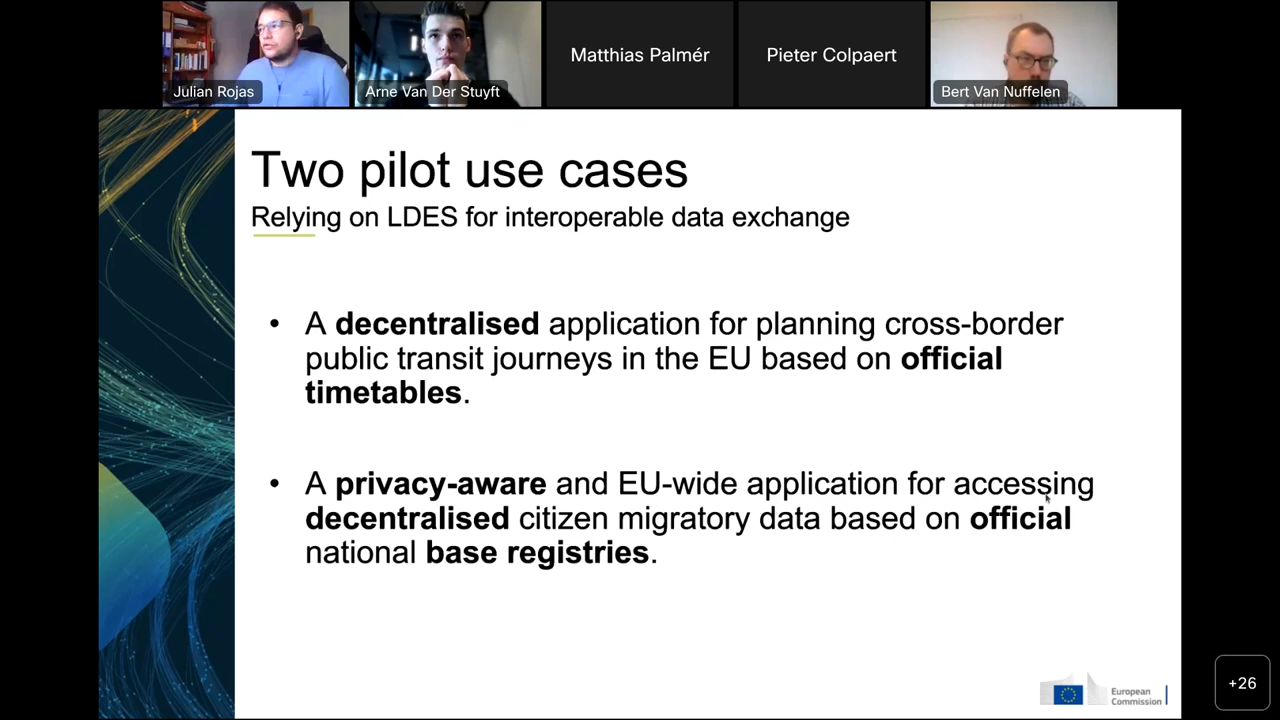 Julian Rojas
Arne Van Der Stuyft
Matthias Palmér
Pieter Colpaert
Bert Van Nuffelen
Two pilot use cases
Relying on LDES for interoperable data exchange
• A decentralised application for planning cross-border
public transit journeys in the EU based on official
timetables.
• A privacy-aware and EU-wide application for accessing
decentralised citizen migratory data based on official
national base registries.
European
Commission
+26